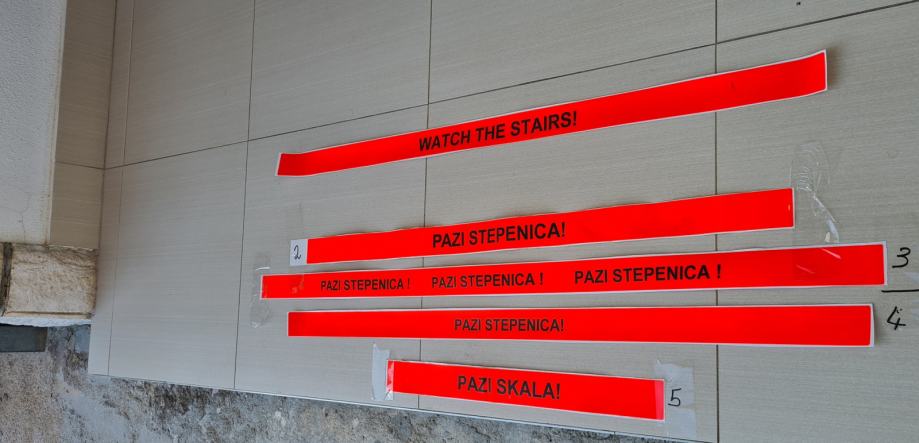 WATCH THE STAIRS!
2 PAZI STEPENICA!
PAZI STEPENICA! PAZI STEPENICA! PAZI STEPENICA! 3
PAZI STEPENICA! 4
PAZI SKALA! 5